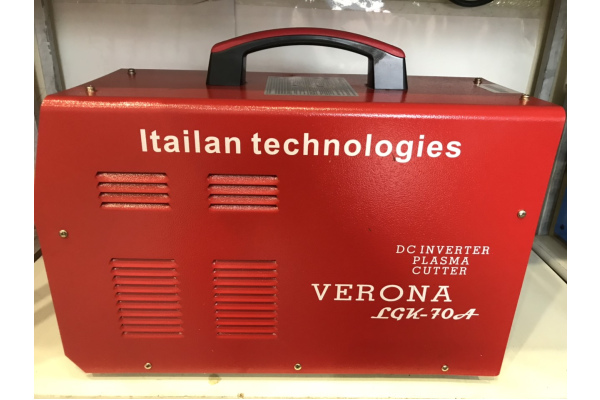 Itailan technologies
DC INVERTER
PLASMA
CUTTER
VERONA
LGK-70A